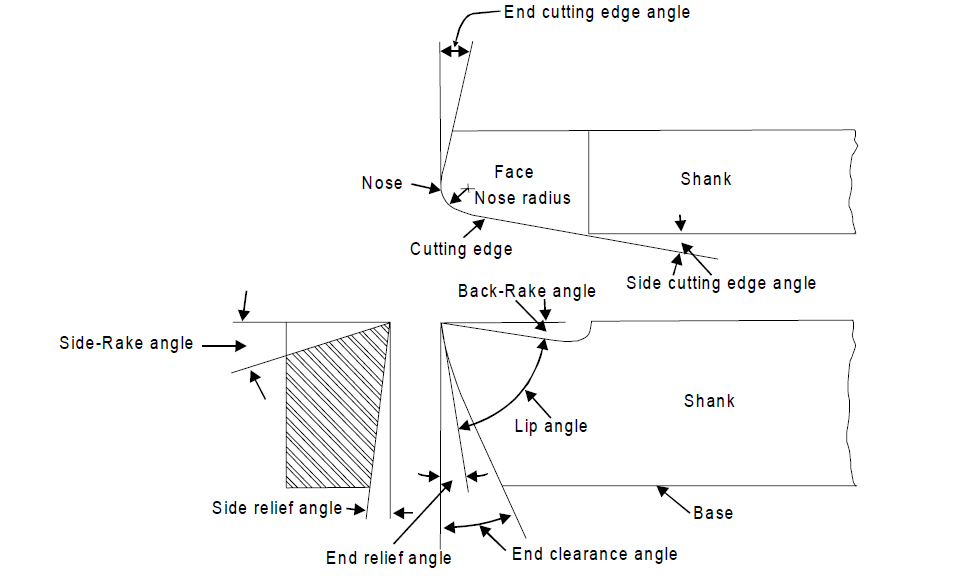 End cutting edge angle
Face
Shank
Nose
Nose radius
Cutting edge
Side cutting edge angle
Back-Rake angle
Side-Rake angle
Shank
Lip angle
Side relief angle
Base
End relief angle
End clearance angle